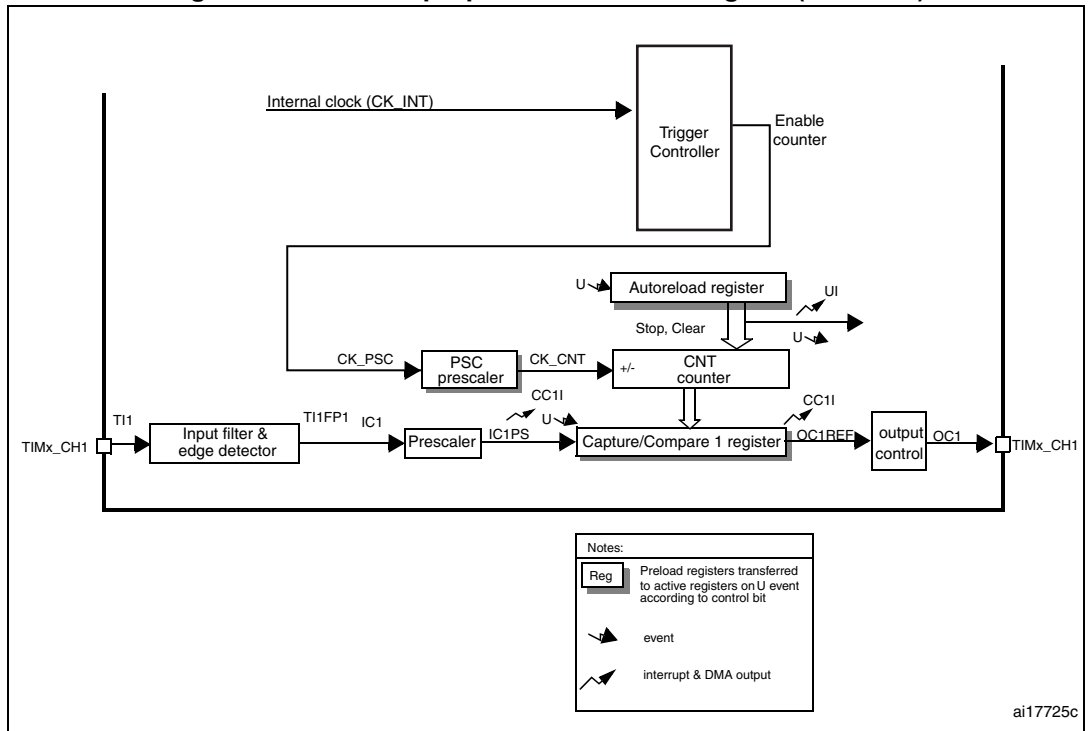 Internal clock (CK_INT)
Trigger
Controller
Enable
counter
U
Autoreload register
UI
Stop, Clear
U
CK_PSC
PSC
prescaler
CK_CNT
+/-
CNT
counter
CC1I
U
CC1I
TIMx_CH1
TI1
Input filter &
edge detector
TI1FP1
IC1
Prescaler
IC1PS
Capture/Compare 1 register
OC1REF
output
control
OC1
TIMx_CH1
Notes:
Reg
Preload registers transferred
to active registers on U event
according to control bit
event
interrupt & DMA output
ai17725c